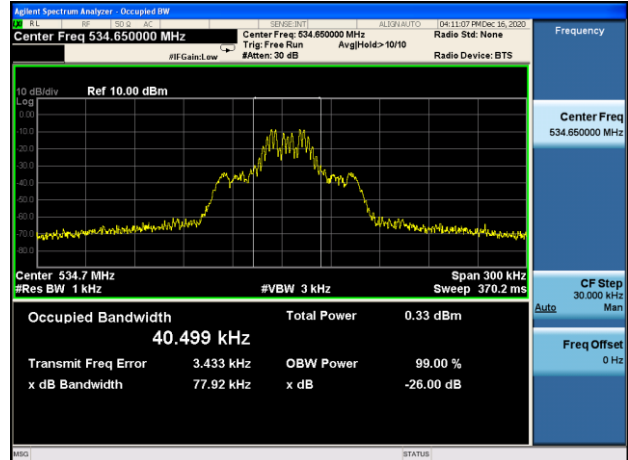 Agilent Spectrum Analyzer - Occupied BW
RL RF 50 Ω AC SENSE:INT ALIGNAUTO 04:11:07 PMDec 16, 2020
Center Freq 534.650000 MHz
Center Freq: 534.650000 MHz
Radio Std: None
Trig: Free Run Avg|Hold:>10/10
#IFGain:Low #Atten: 30 dB Radio Device: BTS
Frequency
10 dB/div Ref 10.00 dBm
Log
0.00
-10.0
-20.0
-30.0
-40.0
-50.0
-60.0
-70.0
-80.0
Center Freq
534.650000 MHz
Center 534.7 MHz Span 300 kHz
#Res BW 1 kHz #VBW 3 kHz Sweep 370.2 ms
CF Step
30.000 kHz
Auto Man
Occupied Bandwidth Total Power 0.33 dBm
40.499 kHz
Transmit Freq Error 3.433 kHz OBW Power 99.00 %
x dB Bandwidth 77.92 kHz x dB -26.00 dB
Freq Offset
0 Hz
MSG STATUS